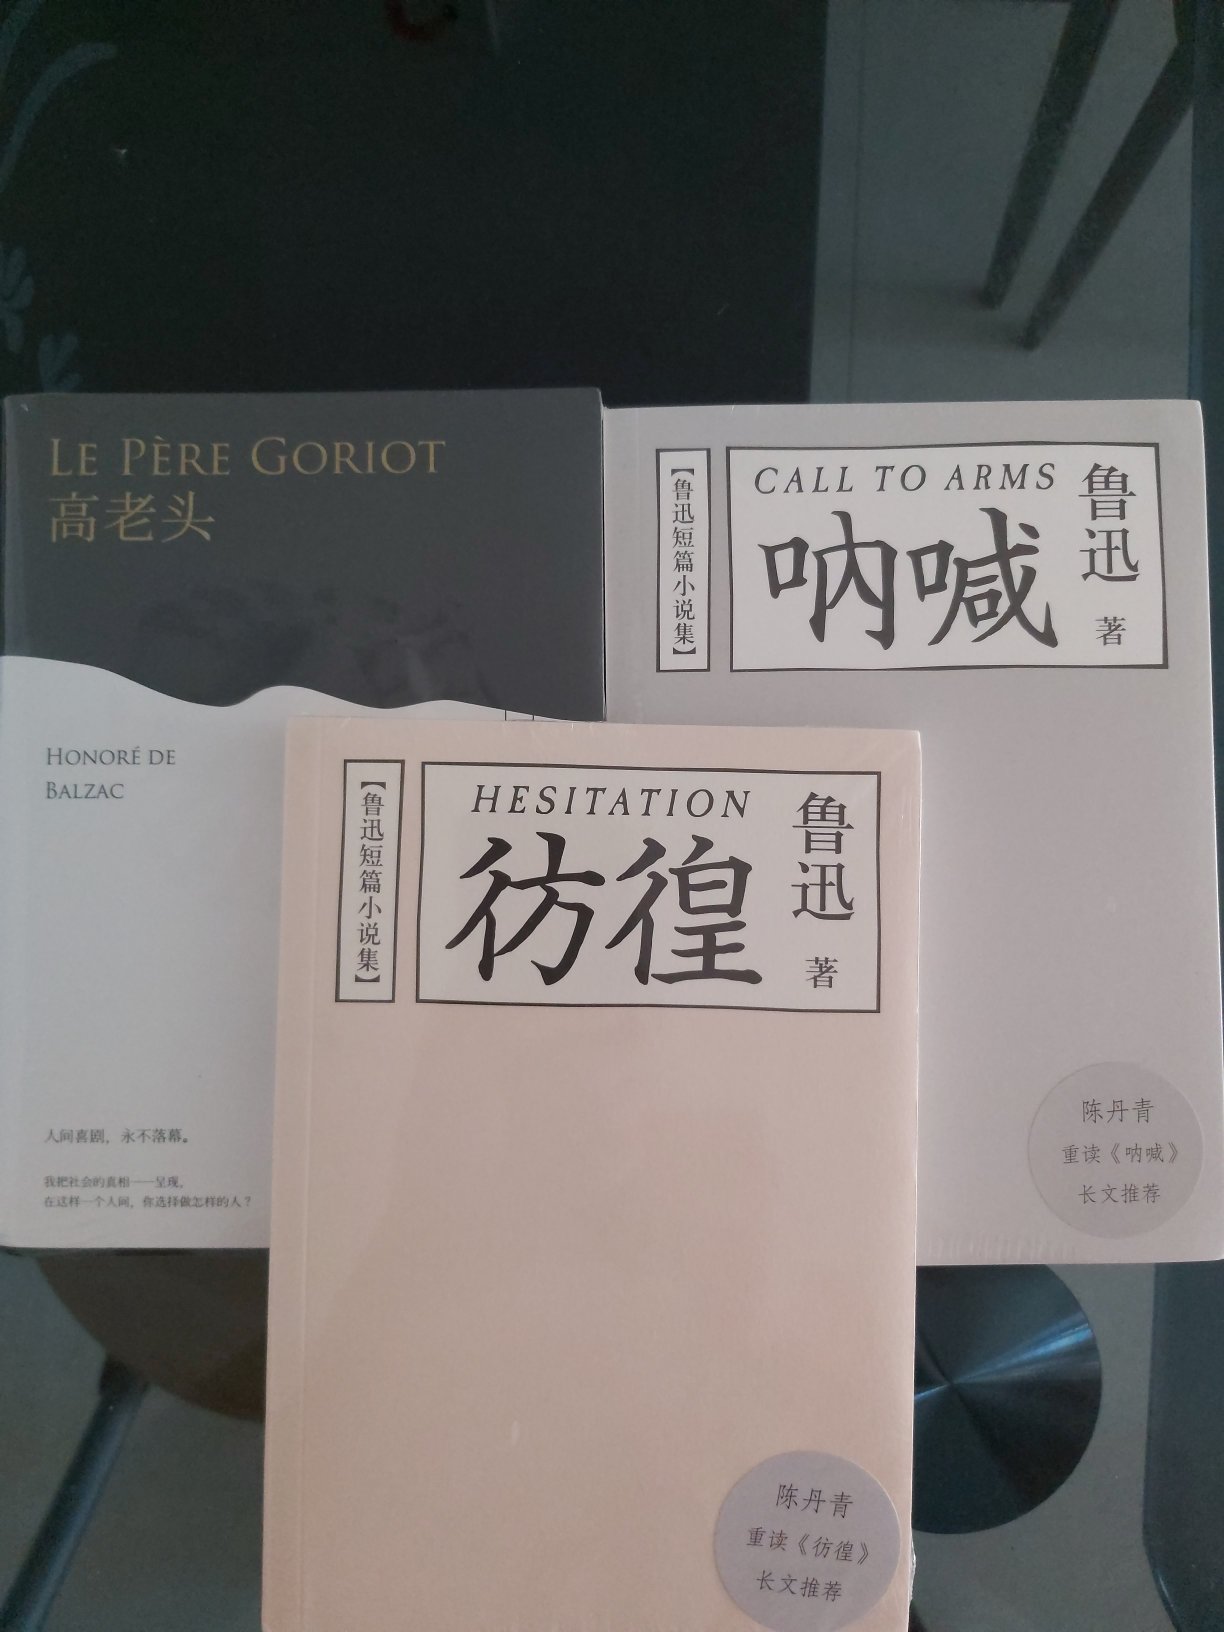 LE PÈRE GORIOT
高老头
HONORÉ DE
BALZAC
人间喜剧，永不落幕。
我把社会的真相一一呈现，
在这样一个人间，你选择做怎样的人？
【鲁迅短篇小说集】
CALL TO ARMS
呐喊
鲁迅 著
陈丹青
重读《呐喊》
长文推荐
【鲁迅短篇小说集】
HESITATION
彷徨
鲁迅 著
陈丹青
重读《彷徨》
长文推荐